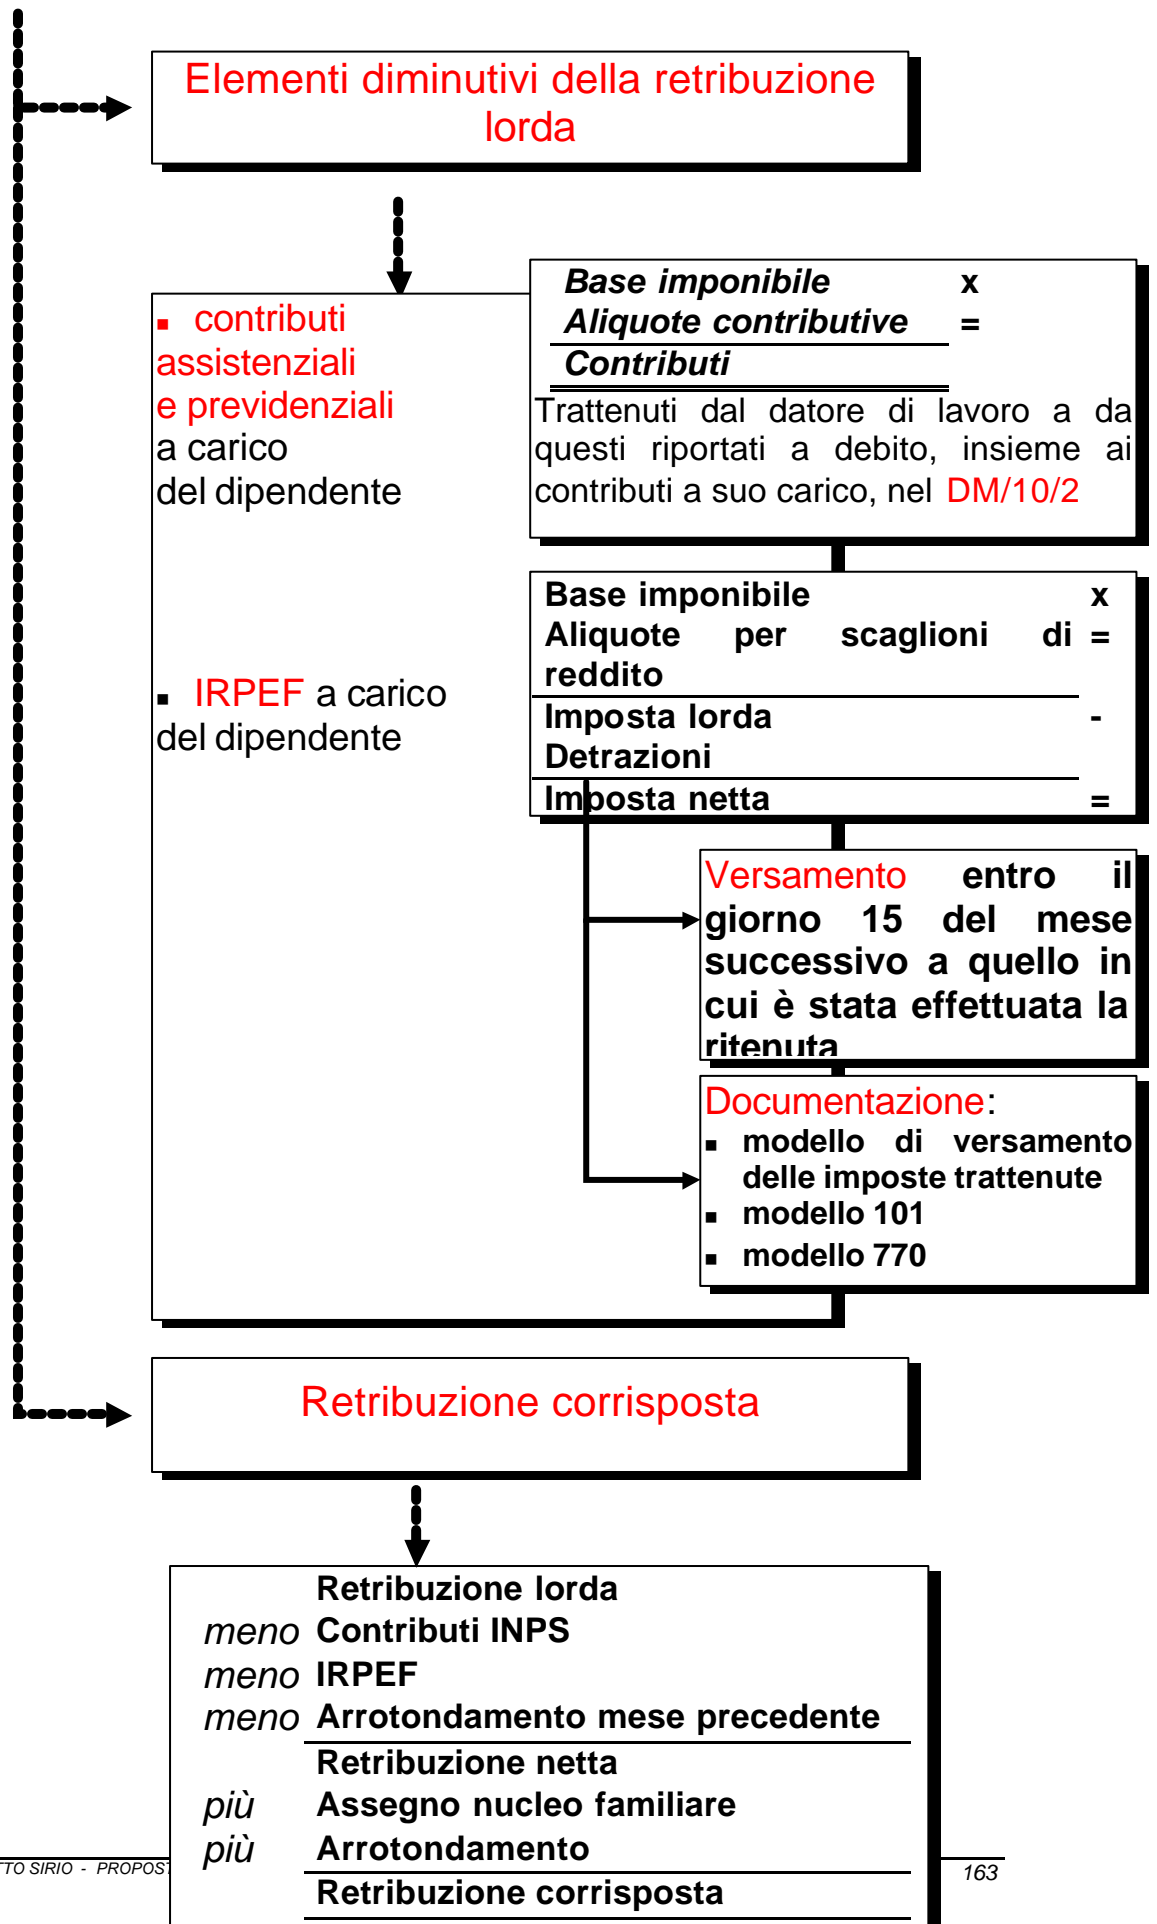 Elementi diminutivi della retribuzione
lorda
▪ contributi
assistenziali
e previdenziali
a carico
del dipendente
Base imponibile x
Aliquote contributive =
Contributi
Trattenuti dal datore di lavoro a da
questi riportati a debito, insieme ai
contributi a suo carico, nel DM/10/2
▪ IRPEF a carico
del dipendente
Base imponibile x
Aliquote per scaglioni di =
reddito
Imposta lorda -
Detrazioni
Imposta netta =
Versamento entro il
giorno 15 del mese
successivo a quello in
cui è stata effettuata la
ritenuta
Documentazione:
▪ modello di versamento
delle imposte trattenute
▪ modello 101
▪ modello 770
Retribuzione corrisposta
Retribuzione lorda
meno Contributi INPS
meno IRPEF
meno Arrotondamento mese precedente
Retribuzione netta
più Assegno nucleo familiare
più Arrotondamento
Retribuzione corrisposta
TTO SIRIO - PROPOST 163